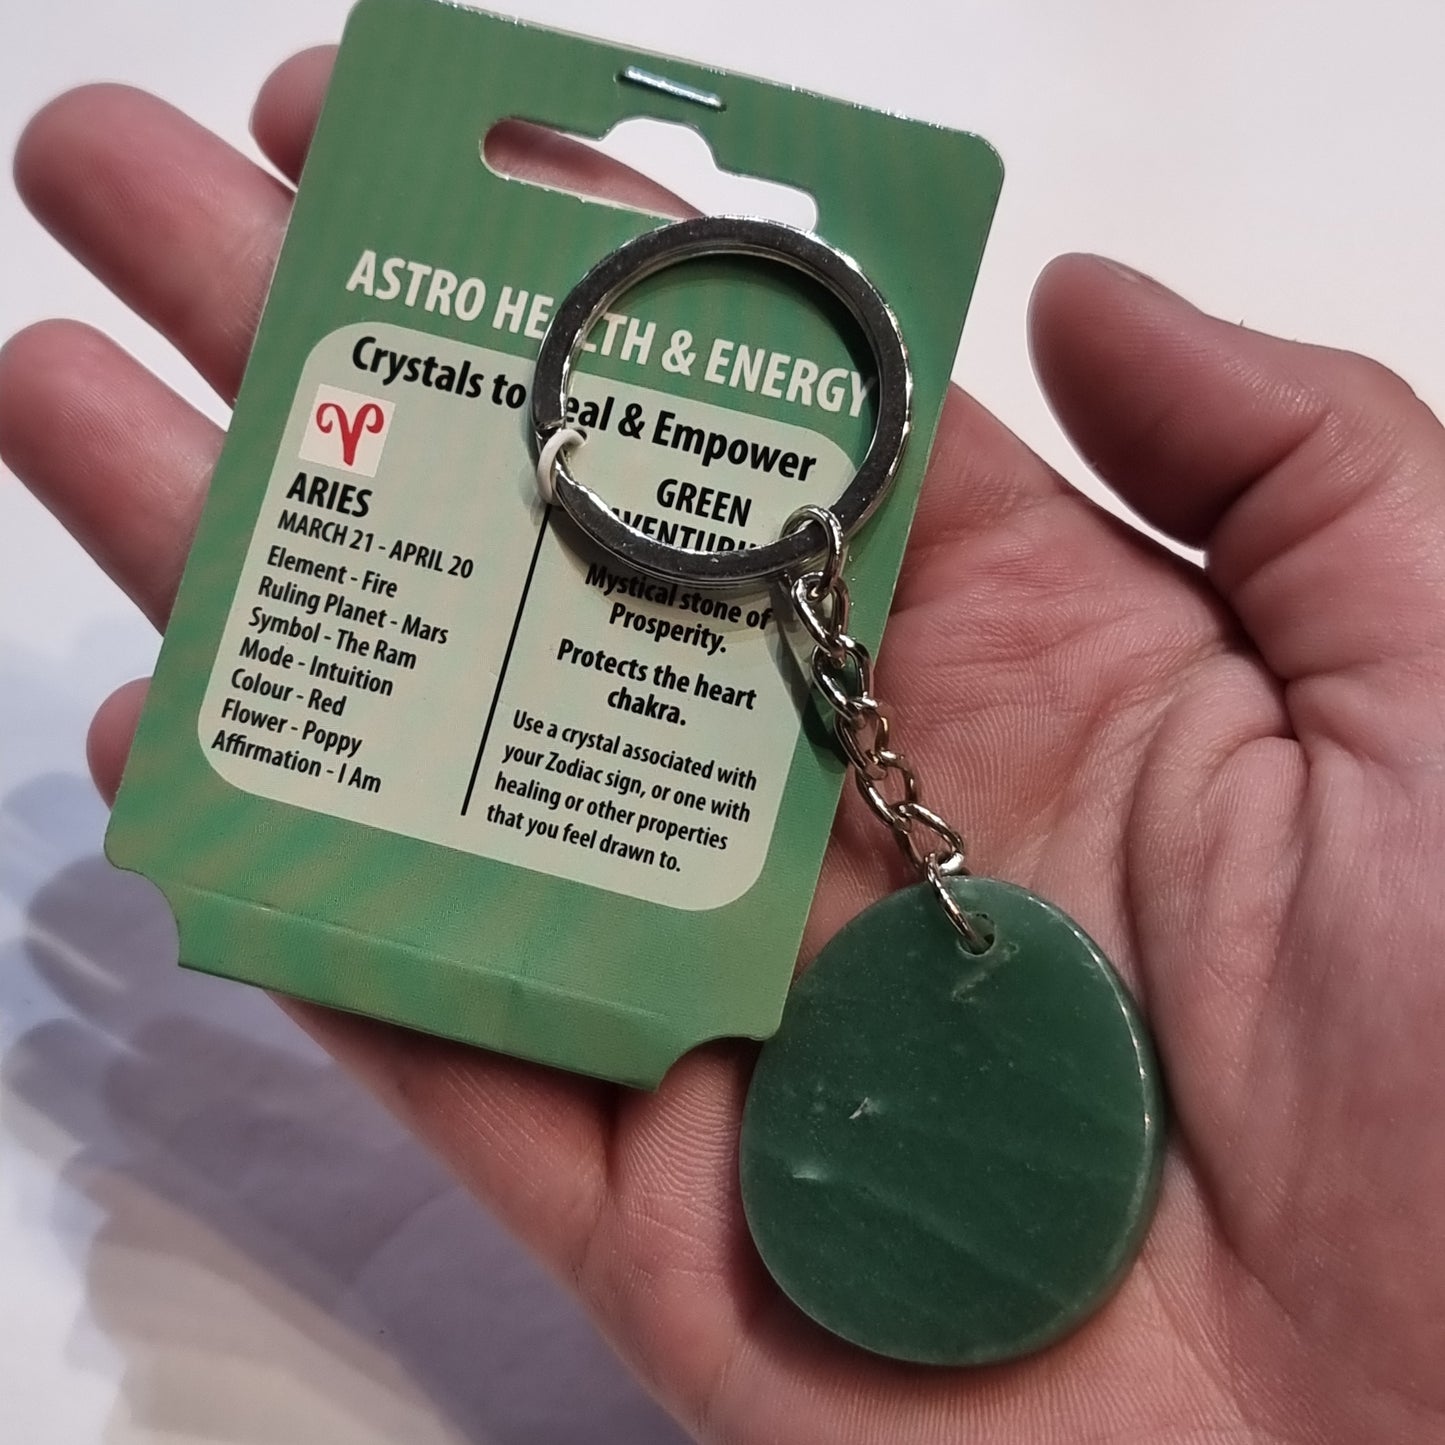 ASTRO HE TH & ENERGY
Crystals to eal & Empower
ARIES
MARCH 21 - APRIL 20
Element - Fire
Ruling Planet - Mars
Symbol - The Ram
Mode - Intuition
Colour - Red
Flower - Poppy
Affirmation - I Am
GREEN
Mystical stone of
Prosperity.
Protects the heart
chakra.
Use a crystal associated with
your Zodiac sign, or one with
healing or other properties
that you feel drawn to.